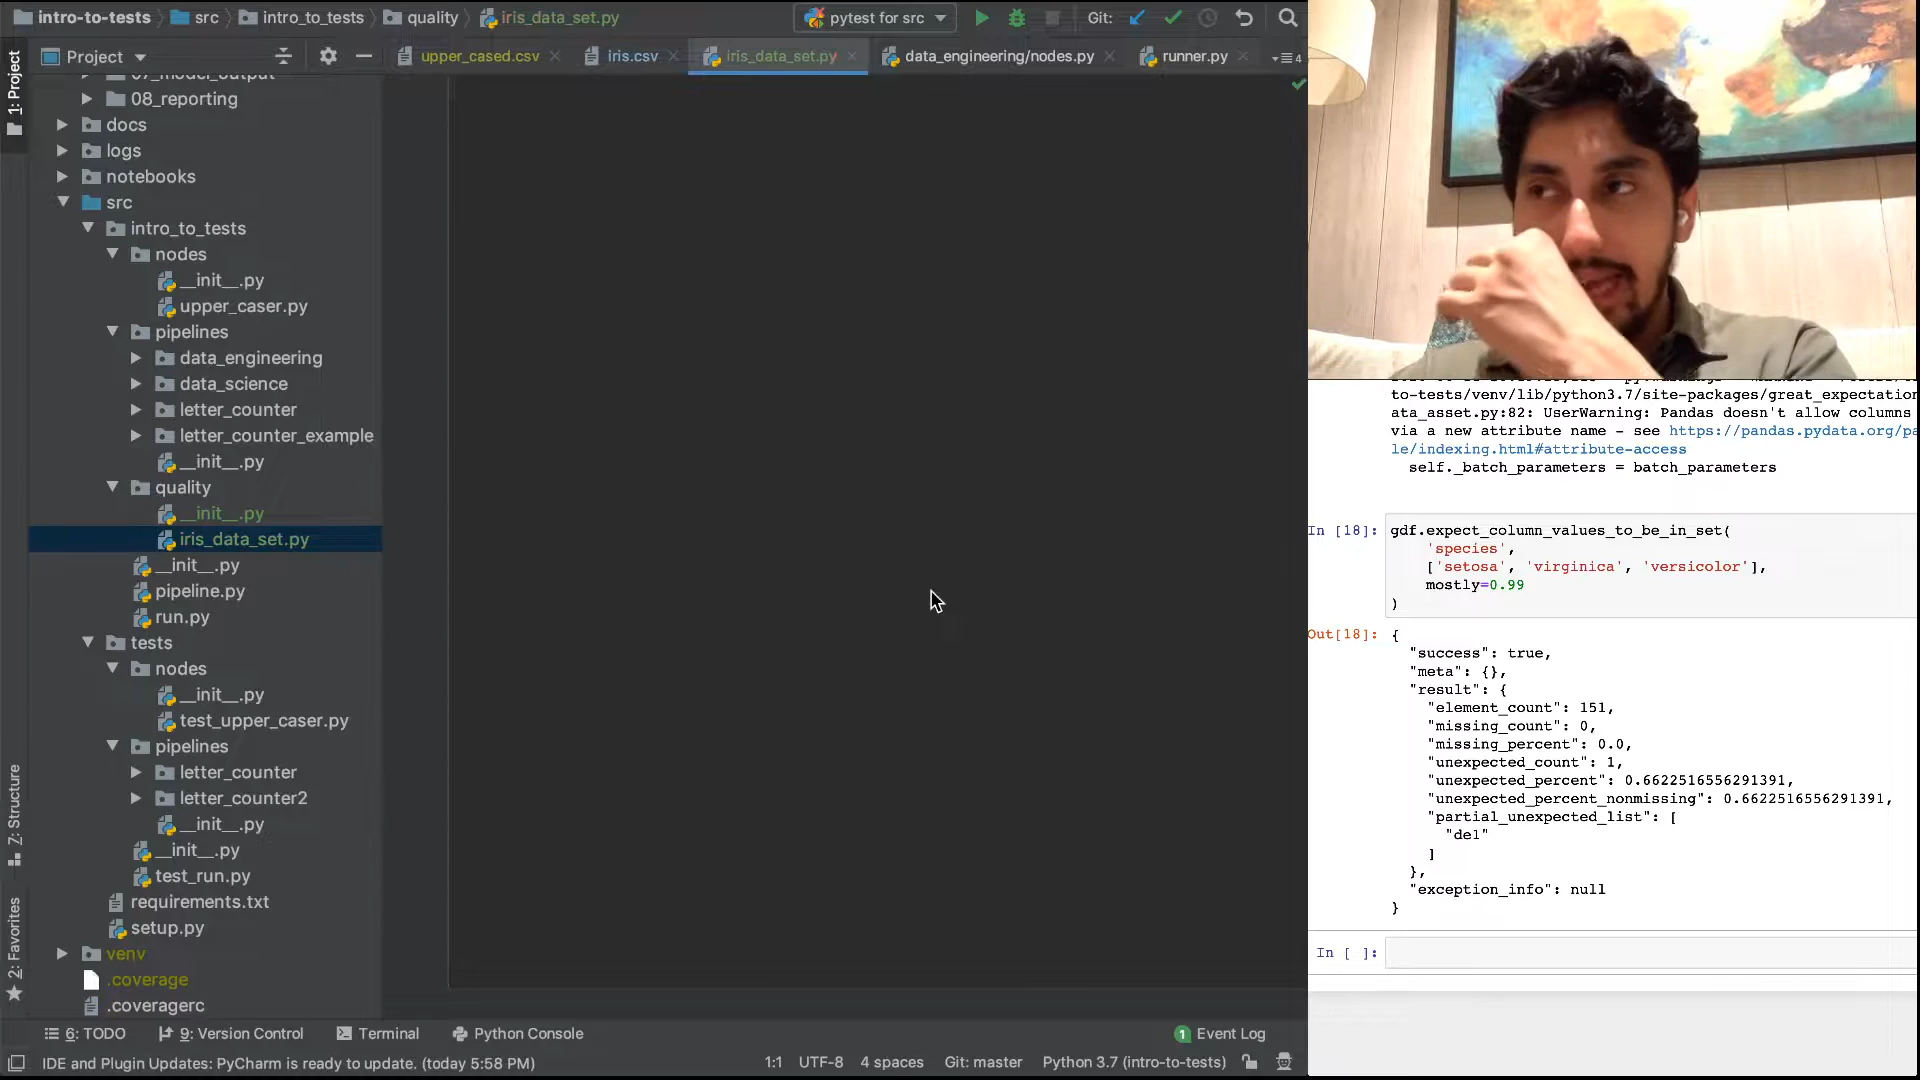 intro-to-tests > src > intro_to_tests > quality > iris_data_set.py
pytest for src
Git:
Project
upper_cased.csv
iris.csv
iris_data_set.py
data_engineering/nodes.py
runner.py
4
1: Project
7: Structure
2: Favorites
07_model_output
08_reporting
docs
logs
notebooks
src
intro_to_tests
nodes
__init__.py
upper_caser.py
pipelines
data_engineering
data_science
letter_counter
letter_counter_example
__init__.py
quality
__init__.py
iris_data_set.py
__init__.py
pipeline.py
run.py
tests
nodes
__init__.py
test_upper_caser.py
pipelines
letter_counter
letter_counter2
__init__.py
__init__.py
test_run.py
requirements.txt
setup.py
venv
.coverage
.coveragerc
6: TODO
9: Version Control
Terminal
Python Console
1 Event Log
IDE and Plugin Updates: PyCharm is ready to update. (today 5:58 PM)
1:1 UTF-8 4 spaces Git: master Python 3.7 (intro-to-tests)
to-tests/venv/lib/python3.7/site-packages/great_expectation
ata_asset.py:82: UserWarning: Pandas doesn't allow columns
via a new attribute name - see https://pandas.pydata.org/pa
le/indexing.html#attribute-access
self._batch_parameters = batch_parameters
In [18]: gdf.expect_column_values_to_be_in_set(
'species',
['setosa', 'virginica', 'versicolor'],
mostly=0.99
)
Out[18]: {
"success": true,
"meta": {},
"result": {
"element_count": 151,
"missing_count": 0,
"missing_percent": 0.0,
"unexpected_count": 1,
"unexpected_percent": 0.6622516556291391,
"unexpected_percent_nonmissing": 0.6622516556291391,
"partial_unexpected_list": [
"del"
]
},
"exception_info": null
}
In [ ]: